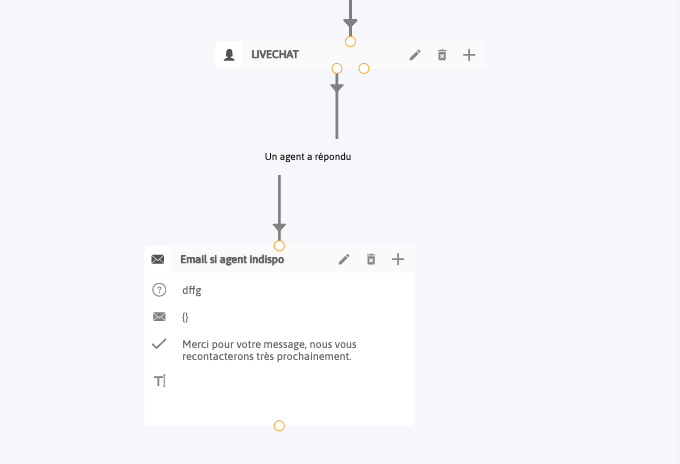 LIVECHAT
Un agent a répondu
Email si agent indispo
dffg
{}
Merci pour votre message, nous vous
recontacterons très prochainement.